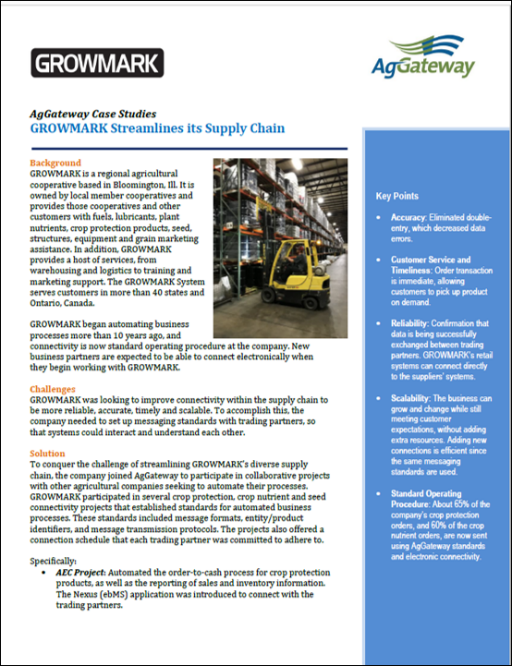 GROWMARK
AgGateway
AgGateway Case Studies
GROWMARK Streamlines its Supply Chain
Background
GROWMARK is a regional agricultural
cooperative based in Bloomington, Ill. It is
owned by local member cooperatives and
provides those cooperatives and other
customers with fuels, lubricants, plant
nutrients, crop protection products, seed,
structures, equipment and grain marketing
assistance. In addition, GROWMARK
provides a host of services, from
warehousing and logistics to training and
marketing support. The GROWMARK System
serves customers in more than 40 states and
Ontario, Canada.
GROWMARK began automating business
processes more than 10 years ago, and
connectivity is now standard operating procedure at the company. New
business partners are expected to be able to connect electronically when
they begin working with GROWMARK.
Challenges
GROWMARK was looking to improve connectivity within the supply chain to
be more reliable, accurate, timely and scalable. To accomplish this, the
company needed to set up messaging standards with trading partners, so
that systems could interact and understand each other.
Solution
To conquer the challenge of streamlining GROWMARK's diverse supply
chain, the company joined AgGateway to participate in collaborative projects
with other agricultural companies seeking to automate their processes.
GROWMARK participated in several crop protection, crop nutrient and seed
connectivity projects that established standards for automated business
processes. These standards included message formats, entity/product
identifiers, and message transmission protocols. The projects also offered a
connection schedule that each trading partner was committed to adhere to.
Specifically:
• AEC Project: Automated the order-to-cash process for crop protection
products, as well as the reporting of sales and inventory information.
The Nexus (ebMS) application was introduced to connect with the
trading partners.
Key Points
• Accuracy: Eliminated double-
entry, which decreased data
errors.
• Customer Service and
Timeliness: Order transaction
is immediate, allowing
customers to pick up product
on demand.
• Reliability: Confirmation that
data is being successfully
exchanged between trading
partners. GROWMARK's retail
systems can connect directly
to the suppliers' systems.
• Scalability: The business can
grow and change while still
meeting customer
expectations, without adding
extra resources. Adding new
connections is efficient since
the same messaging
standards are used.
• Standard Operating
Procedure: About 65% of the
company's crop protection
orders, and 60% of the crop
nutrient orders, are now sent
using AgGateway standards
and electronic connectivity.